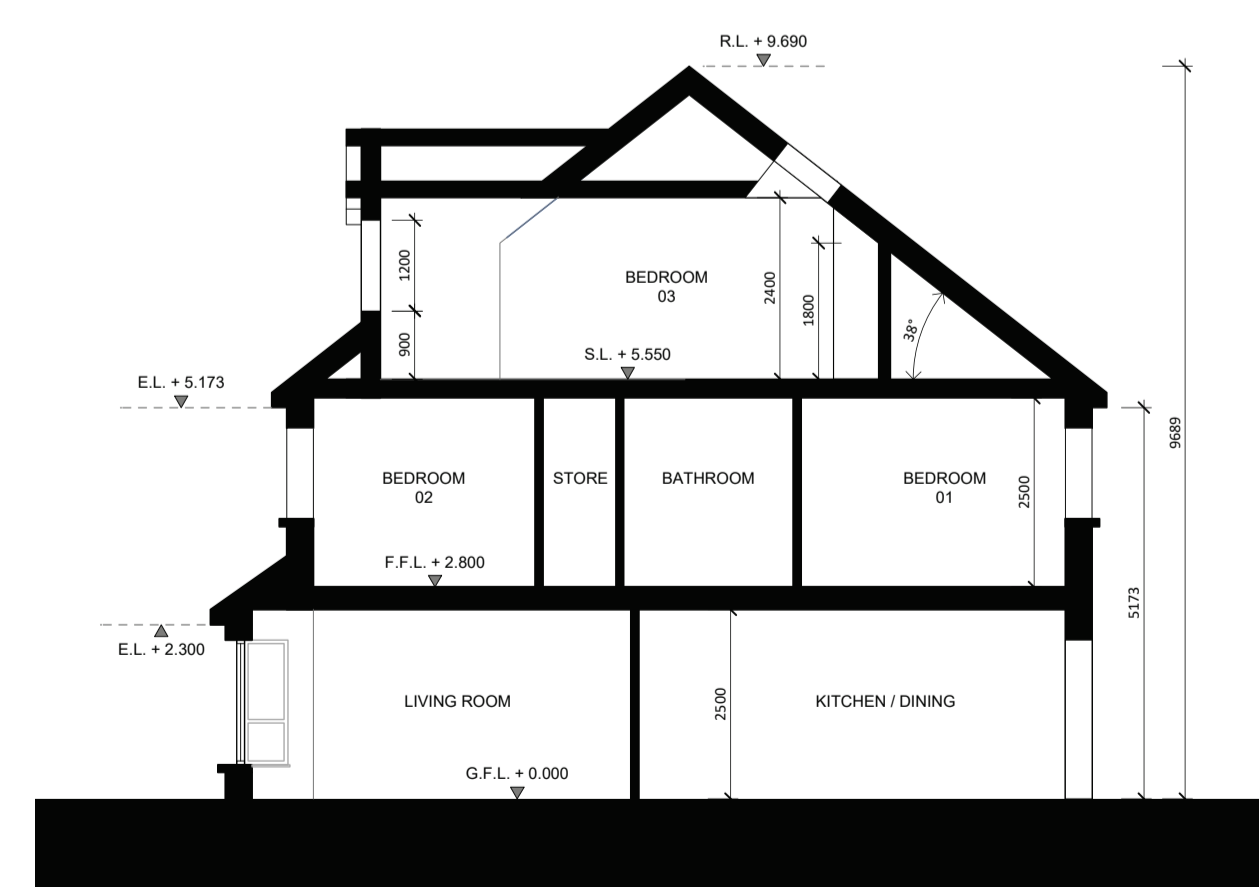 R.L. + 9.690
1200
900
BEDROOM
03
2400
1800
38°
S.L. + 5.550
E.L. + 5.173
9689
BEDROOM
02
STORE
BATHROOM
BEDROOM
01
2500
F.F.L. + 2.800
5173
E.L. + 2.300
LIVING ROOM
2500
KITCHEN / DINING
G.F.L. + 0.000